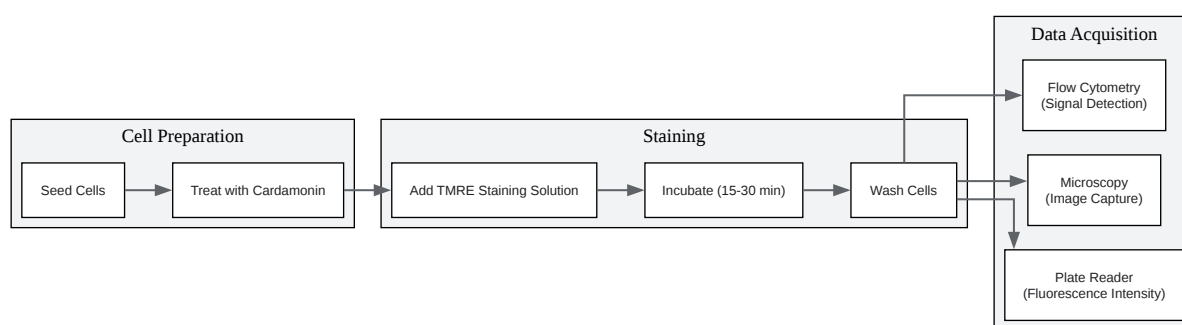 Cell Preparation
Seed Cells
Treat with Cardamonin
Staining
Add TMRE Staining Solution
Incubate (15-30 min)
Wash Cells
Data Acquisition
Flow Cytometry
(Signal Detection)
Microscopy
(Image Capture)
Plate Reader
(Fluorescence Intensity)